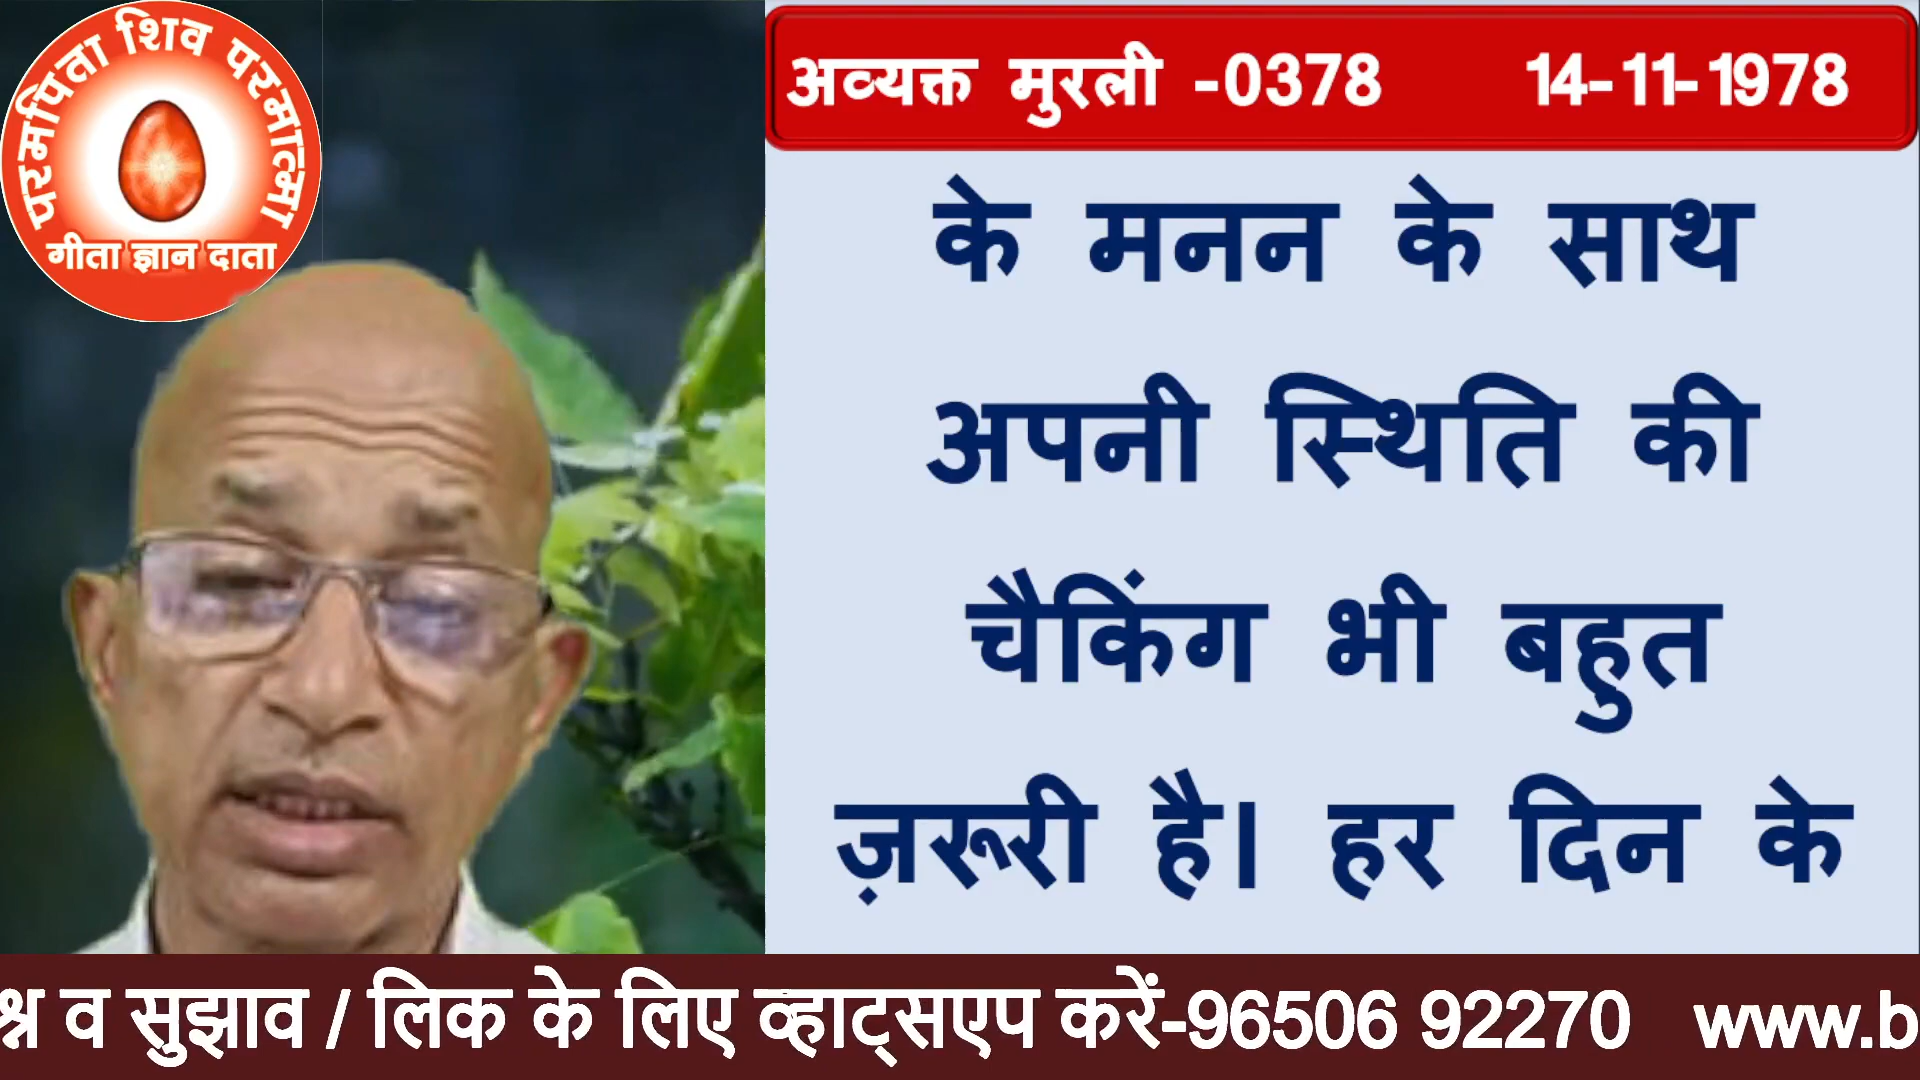 परमपिता शिव परमात्मा
गीता ज्ञान दाता
अव्यक्त मुरली -0378 14-11-1978
के मनन के साथ
अपनी स्थिति की
चैकिंग भी बहुत
ज़रूरी है। हर दिन के
श्न व सुझाव / लिंक के लिए व्हाट्सएप करें-96506 92270 www.b